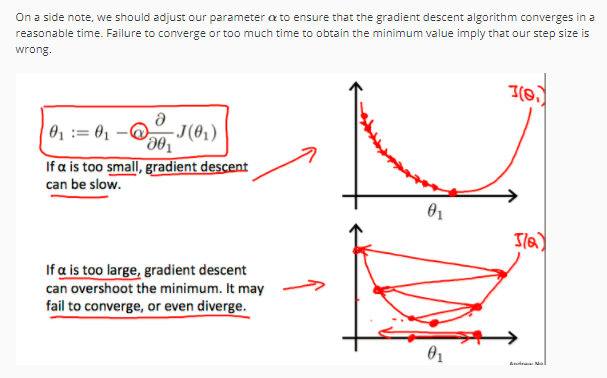 On a side note, we should adjust our parameter α to ensure that the gradient descent algorithm converges in a
reasonable time. Failure to converge or too much time to obtain the minimum value imply that our step size is
wrong.
J(θ₁)
θ₁ := θ₁ − α ∂/∂θ₁ J(θ₁)
If α is too small, gradient descent
can be slow.
θ₁
J(θ₁)
If α is too large, gradient descent
can overshoot the minimum. It may
fail to converge, or even diverge.
θ₁